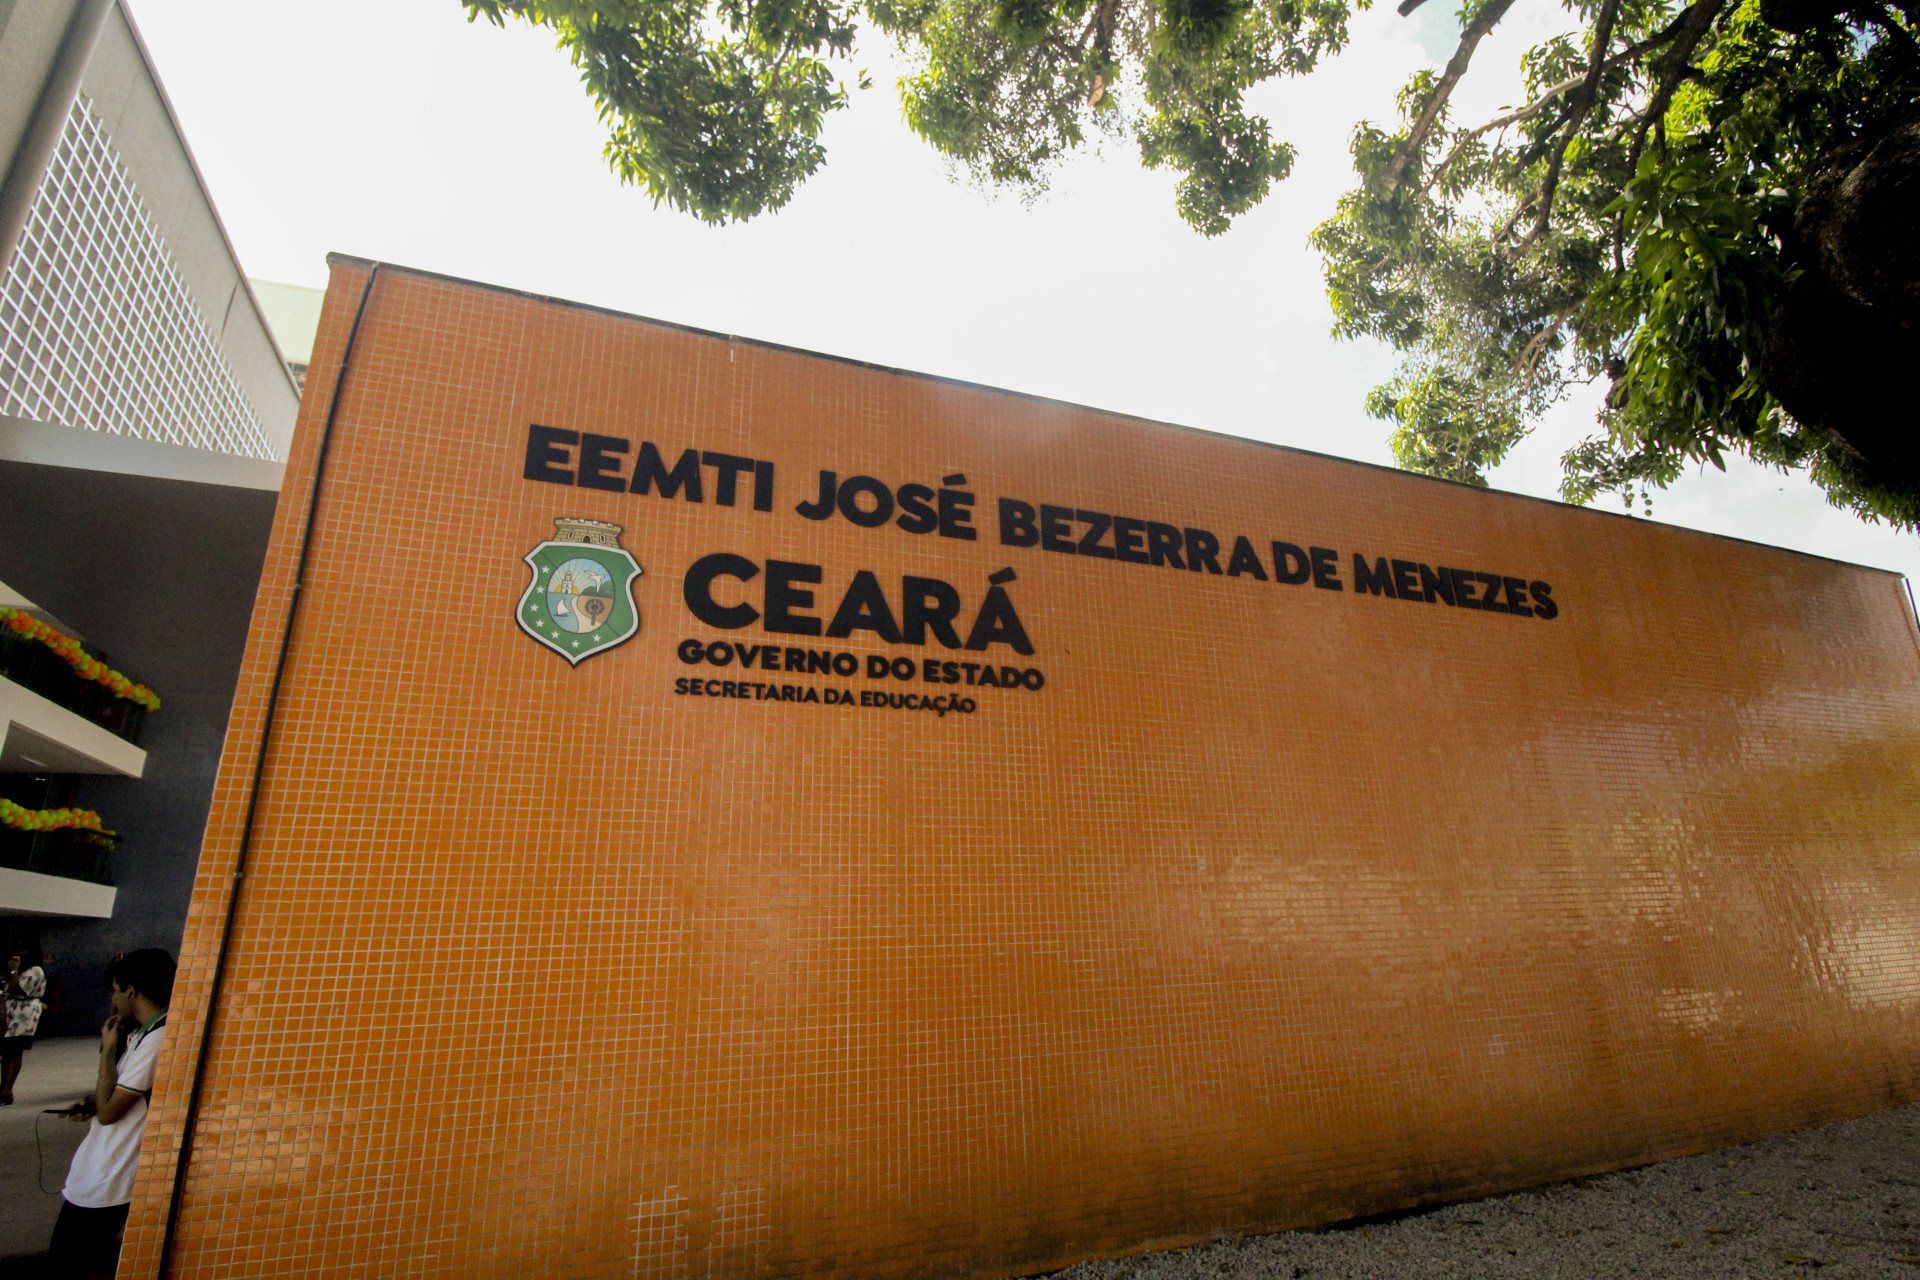 EEMTI JOSÉ BEZERRA DE MENEZES
CEARÁ
GOVERNO DO ESTADO
SECRETARIA DA EDUCAÇÃO